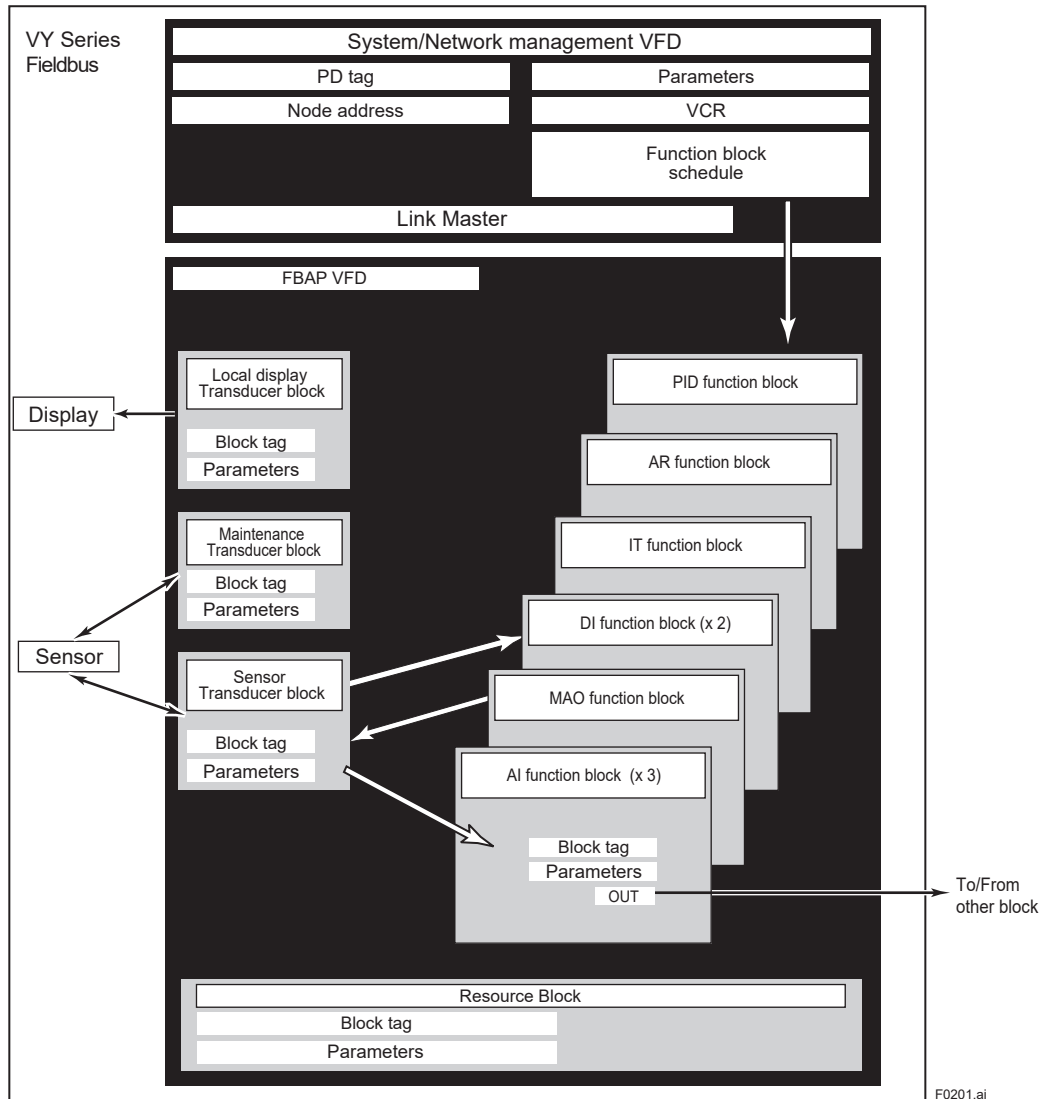 VY Series
Fieldbus
System/Network management VFD
PD tag
Parameters
Node address
VCR
Function block
schedule
Link Master
FBAP VFD
Local display
Transducer block
Block tag
Parameters
Display
Maintenance
Transducer block
Block tag
Parameters
Sensor
Sensor
Transducer block
Block tag
Parameters
PID function block
AR function block
IT function block
DI function block (x 2)
MAO function block
AI function block (x 3)
Block tag
Parameters
OUT
To/From
other block
Resource Block
Block tag
Parameters
F0201.ai